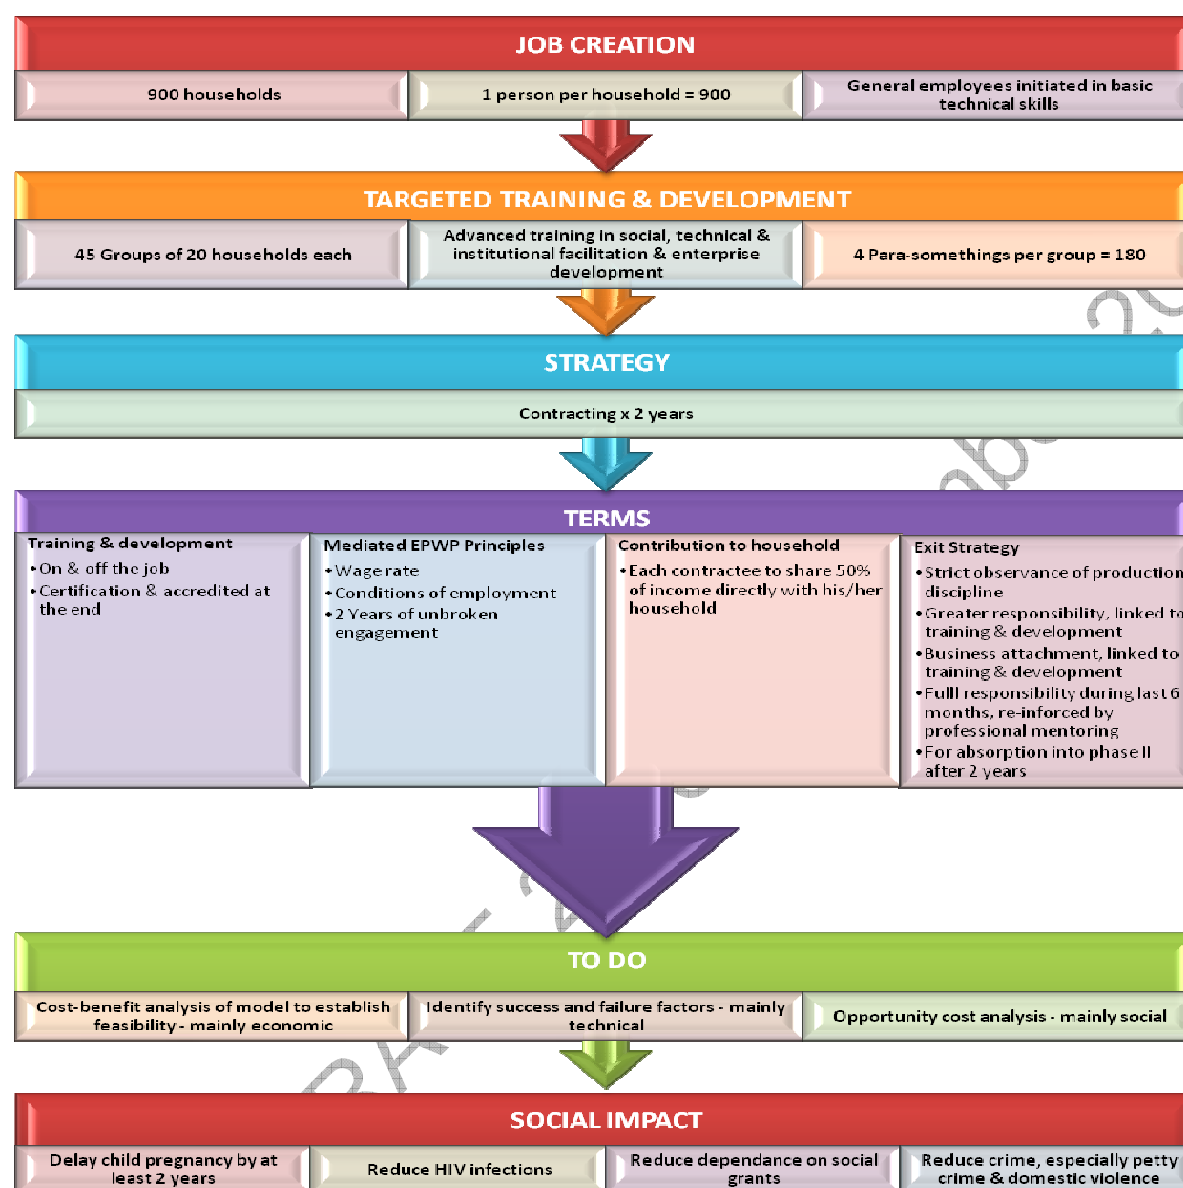 JOB CREATION
900 households
1 person per household = 900
General employees initiated in basic
technical skills
TARGETED TRAINING & DEVELOPMENT
45 Groups of 20 households each
Advanced training in social, technical &
institutional facilitation & enterprise
development
4 Para-somethings per group = 180
STRATEGY
Contracting x 2 years
TERMS
Training & development
•On & off the job
•Certification & accredited at
the end
Mediated EPWP Principles
•Wage rate
•Conditions of employment
•2 Years of unbroken
engagement
Contribution to household
•Each contractee to share 50%
of income directly with his/her
household
Exit Strategy
•Strict observance of production
discipline
•Greater responsibility, linked to
training & development
•Business attachment, linked to
training & development
•Fulll responsibility during last 6
months, re-inforced by
professional mentoring
•For absorption into phase II
after 2 years
TO DO
Cost-benefit analysis of model to establish
feasibility - mainly economic
Identify success and failure factors - mainly
technical
Opportunity cost analysis - mainly social
SOCIAL IMPACT
Delay child pregnancy by at
least 2 years
Reduce HIV infections
Reduce dependance on social
grants
Reduce crime, especially petty
crime & domestic violence